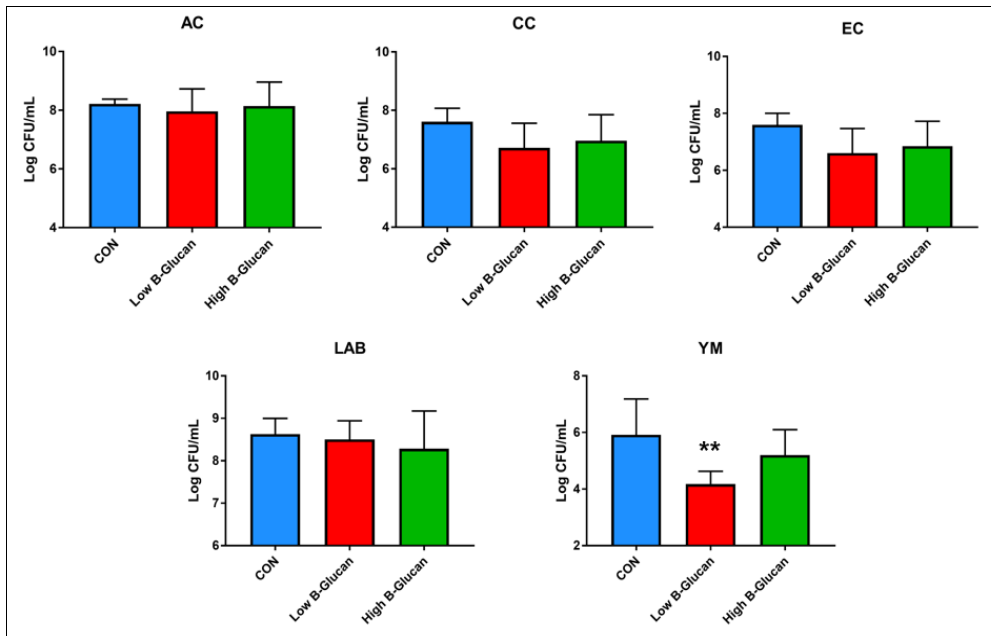 AC
10
8
6
4
Log CFU/mL
CON
Low B-Glucan
High B-Glucan
CC
10
8
6
4
Log CFU/mL
CON
Low B-Glucan
High B-Glucan
EC
10
8
6
4
Log CFU/mL
CON
Low B-Glucan
High B-Glucan
LAB
10
9
8
7
6
Log CFU/mL
CON
Low B-Glucan
High B-Glucan
YM
8
6
4
2
Log CFU/mL
**
CON
Low B-Glucan
High B-Glucan